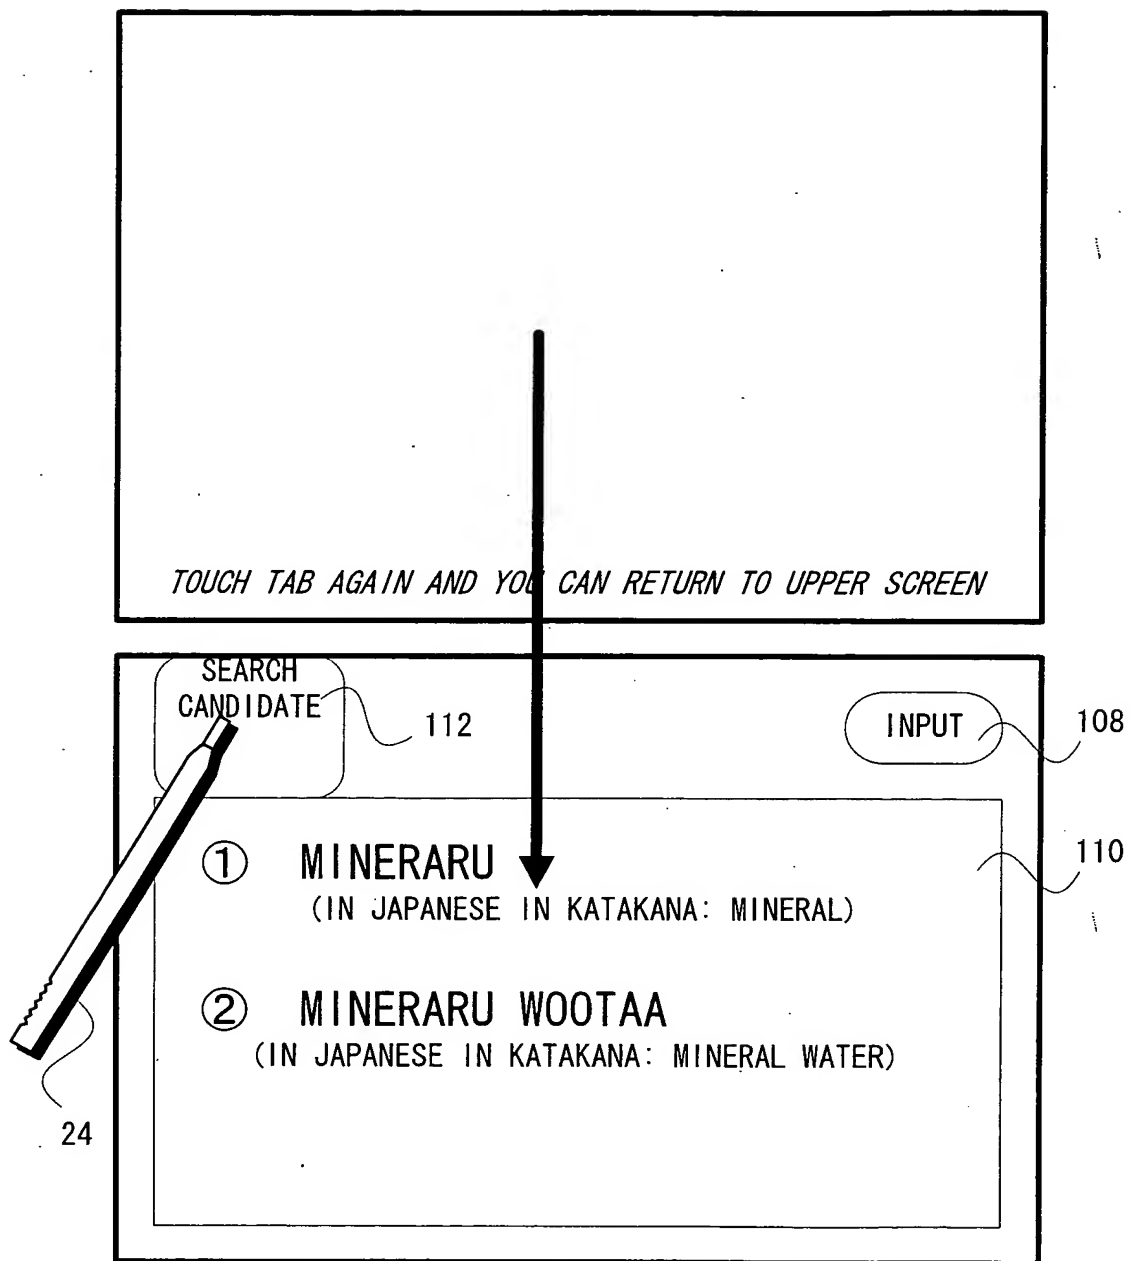 TOUCH TAB AGAIN AND YOU CAN RETURN TO UPPER SCREEN
SEARCH
CANDIDATE
112
INPUT
108
① MINERARU
(IN JAPANESE IN KATAKANA: MINERAL)
110
② MINERARU WOOTAA
(IN JAPANESE IN KATAKANA: MINERAL WATER)
24